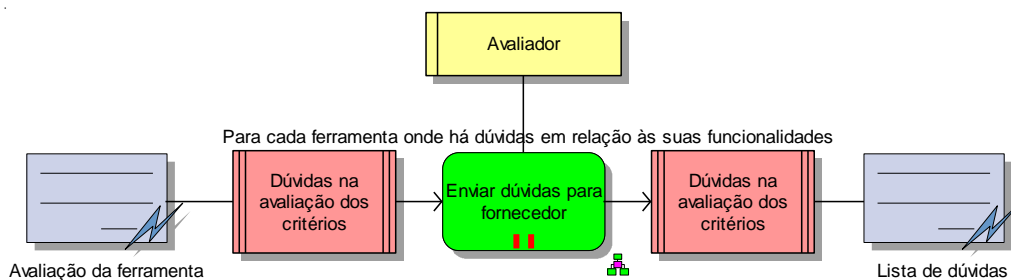 Avaliador
Para cada ferramenta onde há dúvidas em relação às suas funcionalidades
Dúvidas na
avaliação dos
critérios
Enviar dúvidas para
fornecedor
Dúvidas na
avaliação dos
critérios
Avaliação da ferramenta
Lista de dúvidas